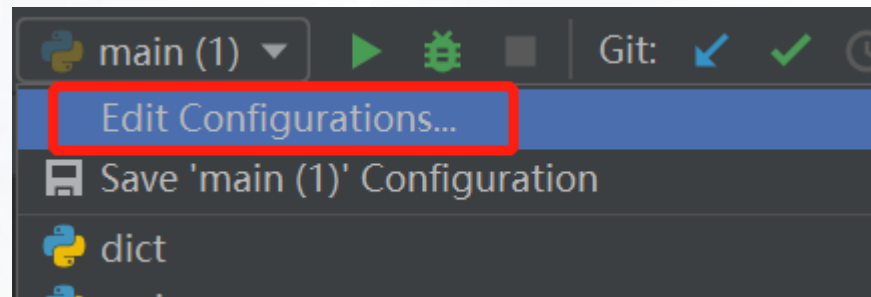 main (1) Git:
Edit Configurations...
Save 'main (1)' Configuration
dict